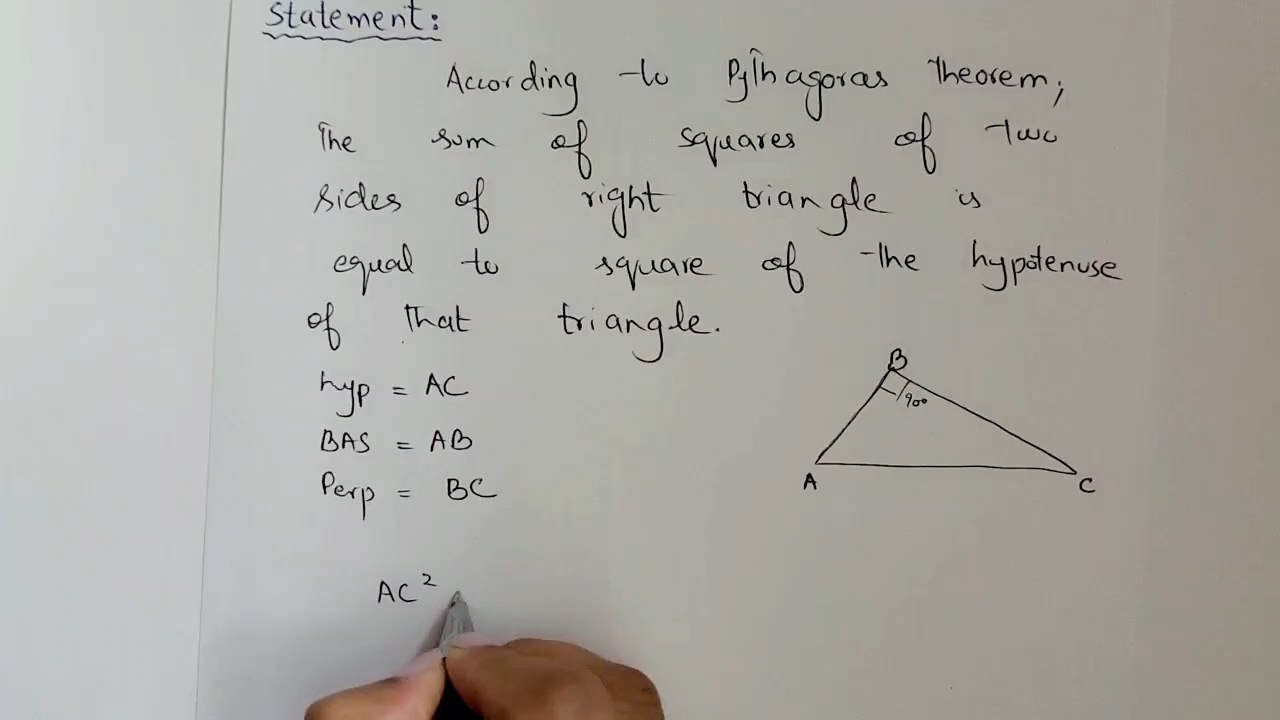 Statement:
According to Pythagoras Theorem;
The sum of squares of two
sides of right triangle is
equal to square of the hypotenuse
of that triangle.
hyp = AC
BAS = AB
Perp = BC
B
90°
A
C
AC²